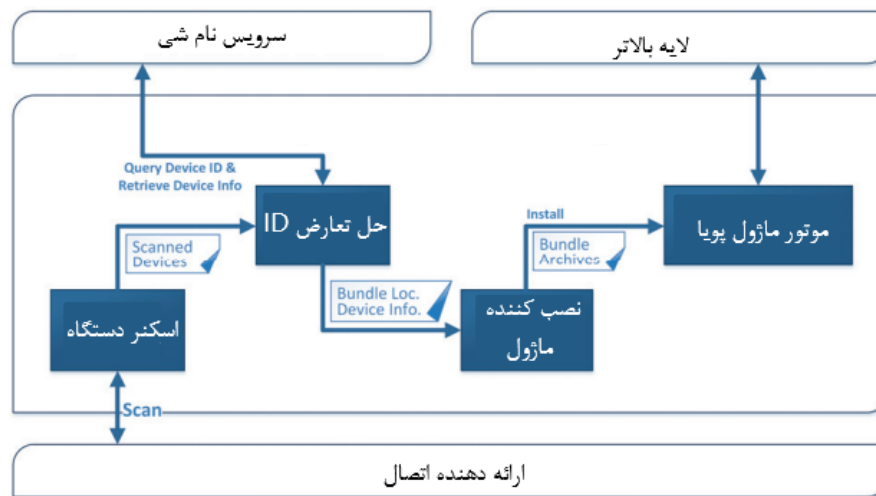 سرویس نام شی
لایه بالاتر
Query Device ID &
Retrieve Device Info
حل تعارض ID
Install
موتور ماژول پویا
Scanned
Devices
Bundle
Archives
Bundle Loc.
Device Info.
نصب کننده
ماژول
اسکنر دستگاه
Scan
ارائه دهنده اتصال